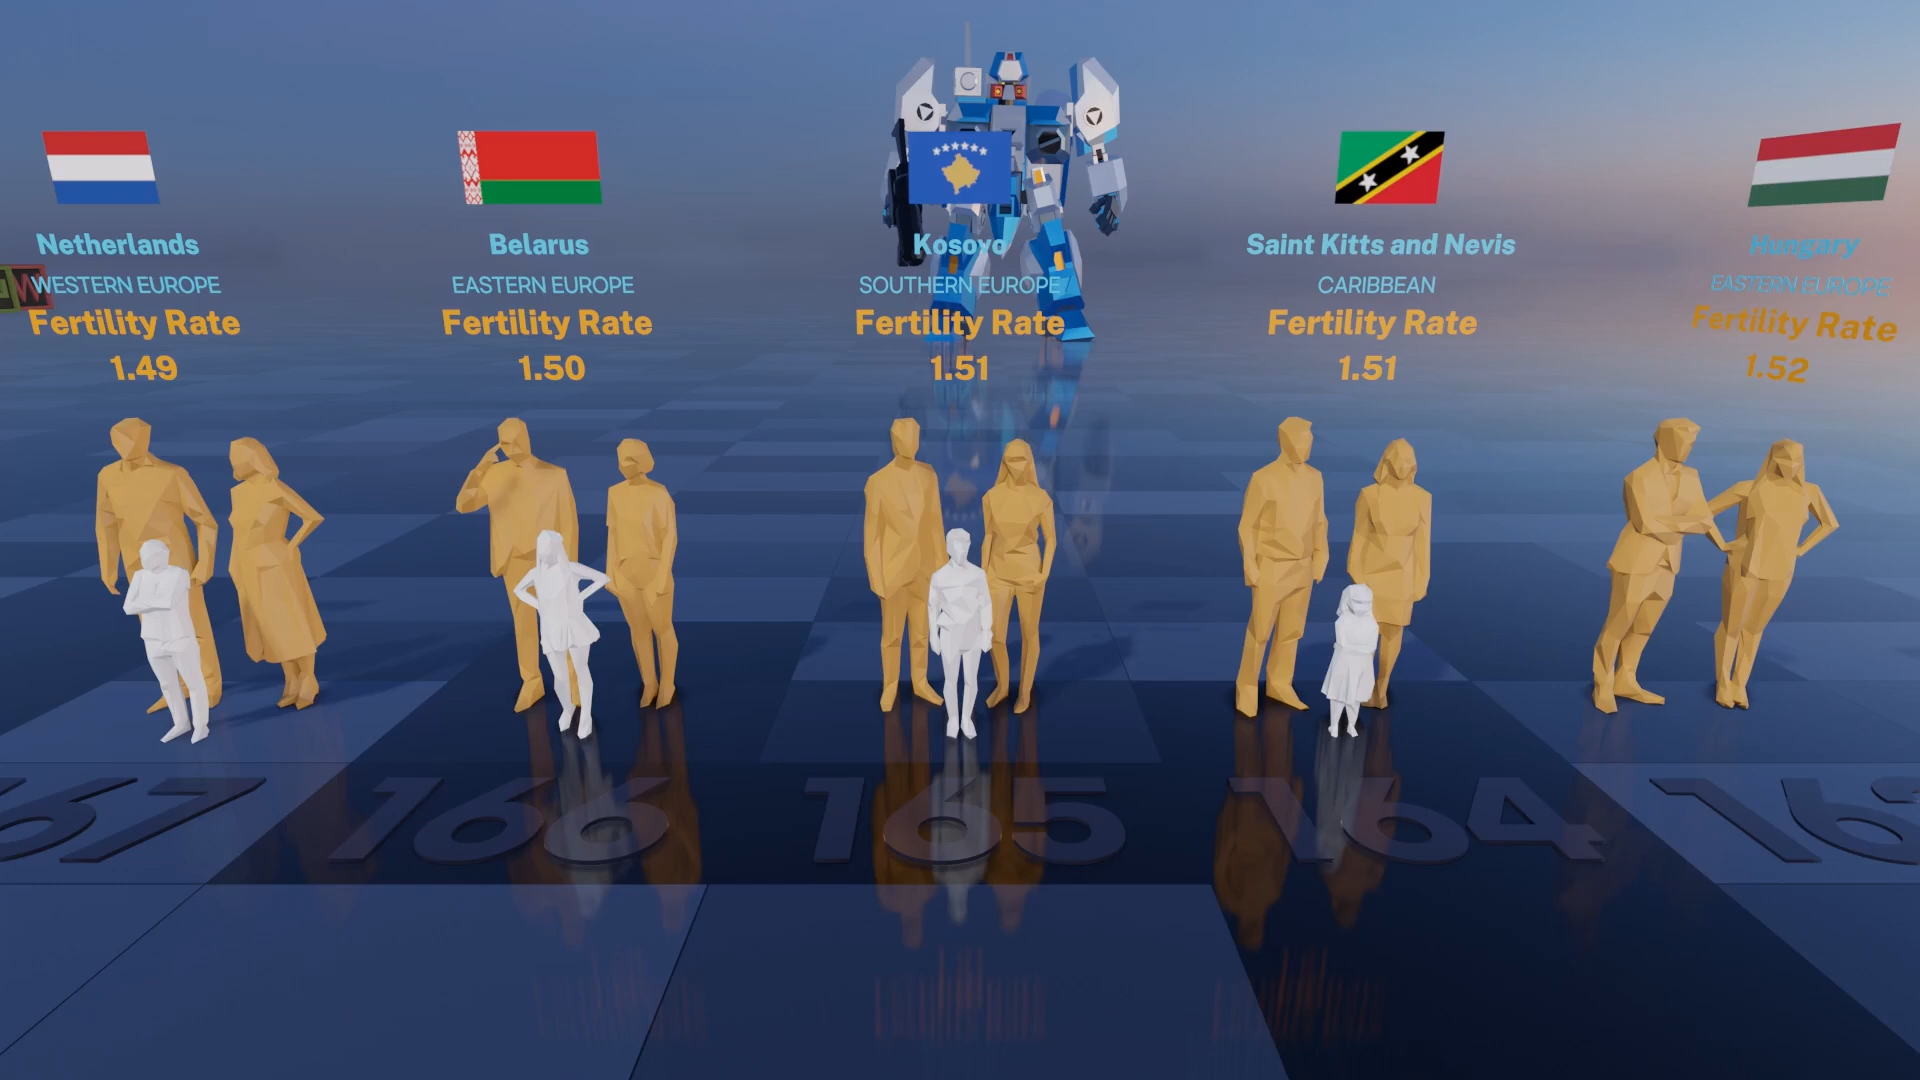 Netherlands
WESTERN EUROPE
Fertility Rate
1.49
Belarus
EASTERN EUROPE
Fertility Rate
1.50
Kosovo
SOUTHERN EUROPE
Fertility Rate
1.51
Saint Kitts and Nevis
CARIBBEAN
Fertility Rate
1.51
Hungary
EASTERN EUROPE
Fertility Rate
1.52
167
166
165
164